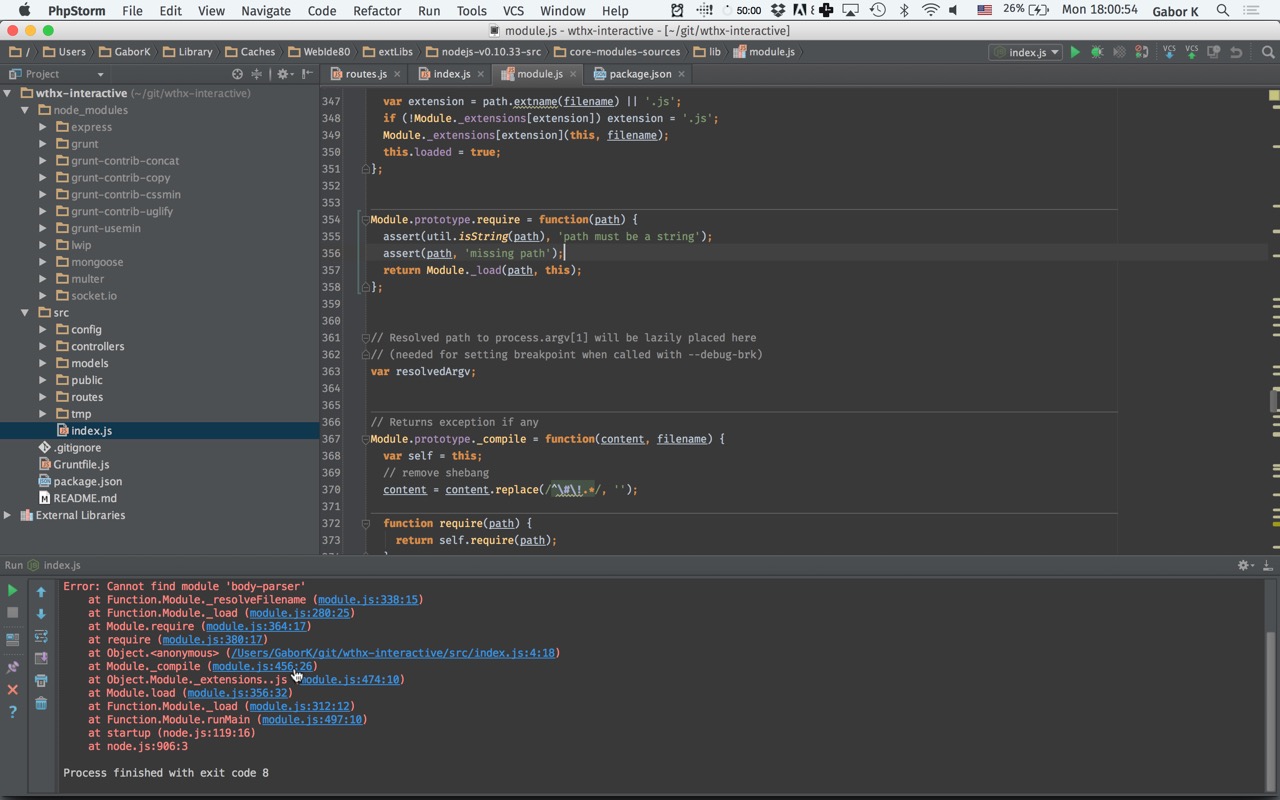 PhpStorm File Edit View Navigate Code Refactor Run Tools VCS Window Help 50:00 8 26% Mon 18:00:54 Gabor K
module.js - wthx-interactive - [~/git/wthx-interactive]
/ Users GaborK Library Caches WebIde80 extLibs nodejs-v0.10.33-src core-modules-sources lib module.js index.js VCS VCS
Project routes.js index.js module.js package.json
wthx-interactive (~/git/wthx-interactive)
node_modules
express
grunt
grunt-contrib-concat
grunt-contrib-copy
grunt-contrib-cssmin
grunt-contrib-uglify
grunt-usemin
lwip
mongoose
multer
socket.io
src
config
controllers
models
public
routes
tmp
index.js
.gitignore
Gruntfile.js
package.json
README.md
External Libraries
347 var extension = path.extname(filename) || '.js';
348 if (!Module._extensions[extension]) extension = '.js';
349 Module._extensions[extension](this, filename);
350 this.loaded = true;
351 };
352
353
354 Module.prototype.require = function(path) {
355 assert(util.isString(path), 'path must be a string');
356 assert(path, 'missing path');
357 return Module._load(path, this);
358 };
359
360
361 // Resolved path to process.argv[1] will be lazily placed here
362 // (needed for setting breakpoint when called with --debug-brk)
363 var resolvedArgv;
364
365
366 // Returns exception if any
367 Module.prototype._compile = function(content, filename) {
368 var self = this;
369 // remove shebang
370 content = content.replace(/^\#\!.*/, '');
371
372 function require(path) {
373 return self.require(path);
Run index.js
Error: Cannot find module 'body-parser'
at Function.Module._resolveFilename (module.js:338:15)
at Function.Module._load (module.js:280:25)
at Module.require (module.js:364:17)
at require (module.js:380:17)
at Object.<anonymous> (/Users/GaborK/git/wthx-interactive/src/index.js:4:18)
at Module._compile (module.js:456:26)
at Object.Module._extensions..js (module.js:474:10)
at Module.load (module.js:356:32)
at Function.Module._load (module.js:312:12)
at Function.Module.runMain (module.js:497:10)
at startup (node.js:119:16)
at node.js:906:3
Process finished with exit code 8